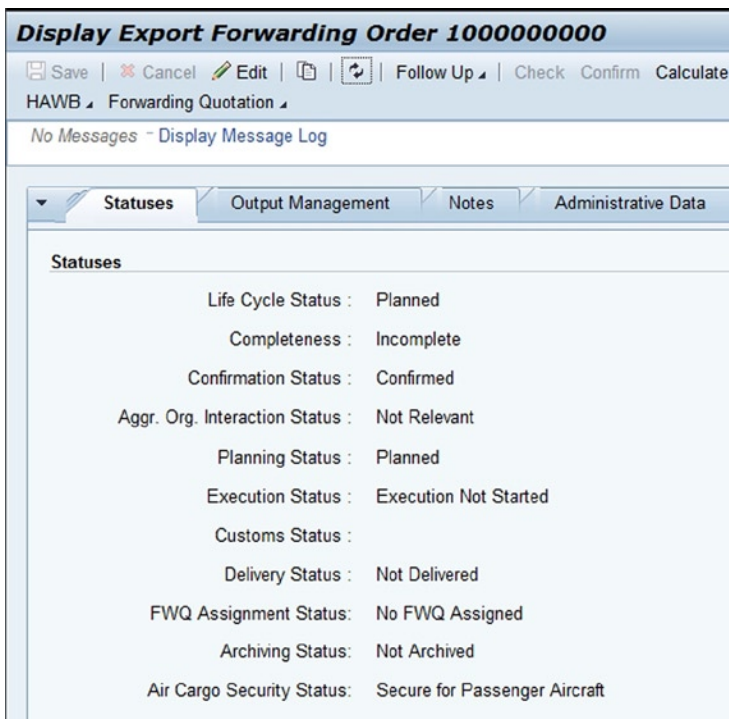 Display Export Forwarding Order 1000000000
Save | Cancel Edit | | | Follow Up | Check Confirm Calculate
HAWB Forwarding Quotation
No Messages - Display Message Log
Statuses Output Management Notes Administrative Data
Statuses
Life Cycle Status : Planned
Completeness : Incomplete
Confirmation Status : Confirmed
Aggr. Org. Interaction Status : Not Relevant
Planning Status : Planned
Execution Status : Execution Not Started
Customs Status :
Delivery Status : Not Delivered
FWQ Assignment Status: No FWQ Assigned
Archiving Status: Not Archived
Air Cargo Security Status: Secure for Passenger Aircraft